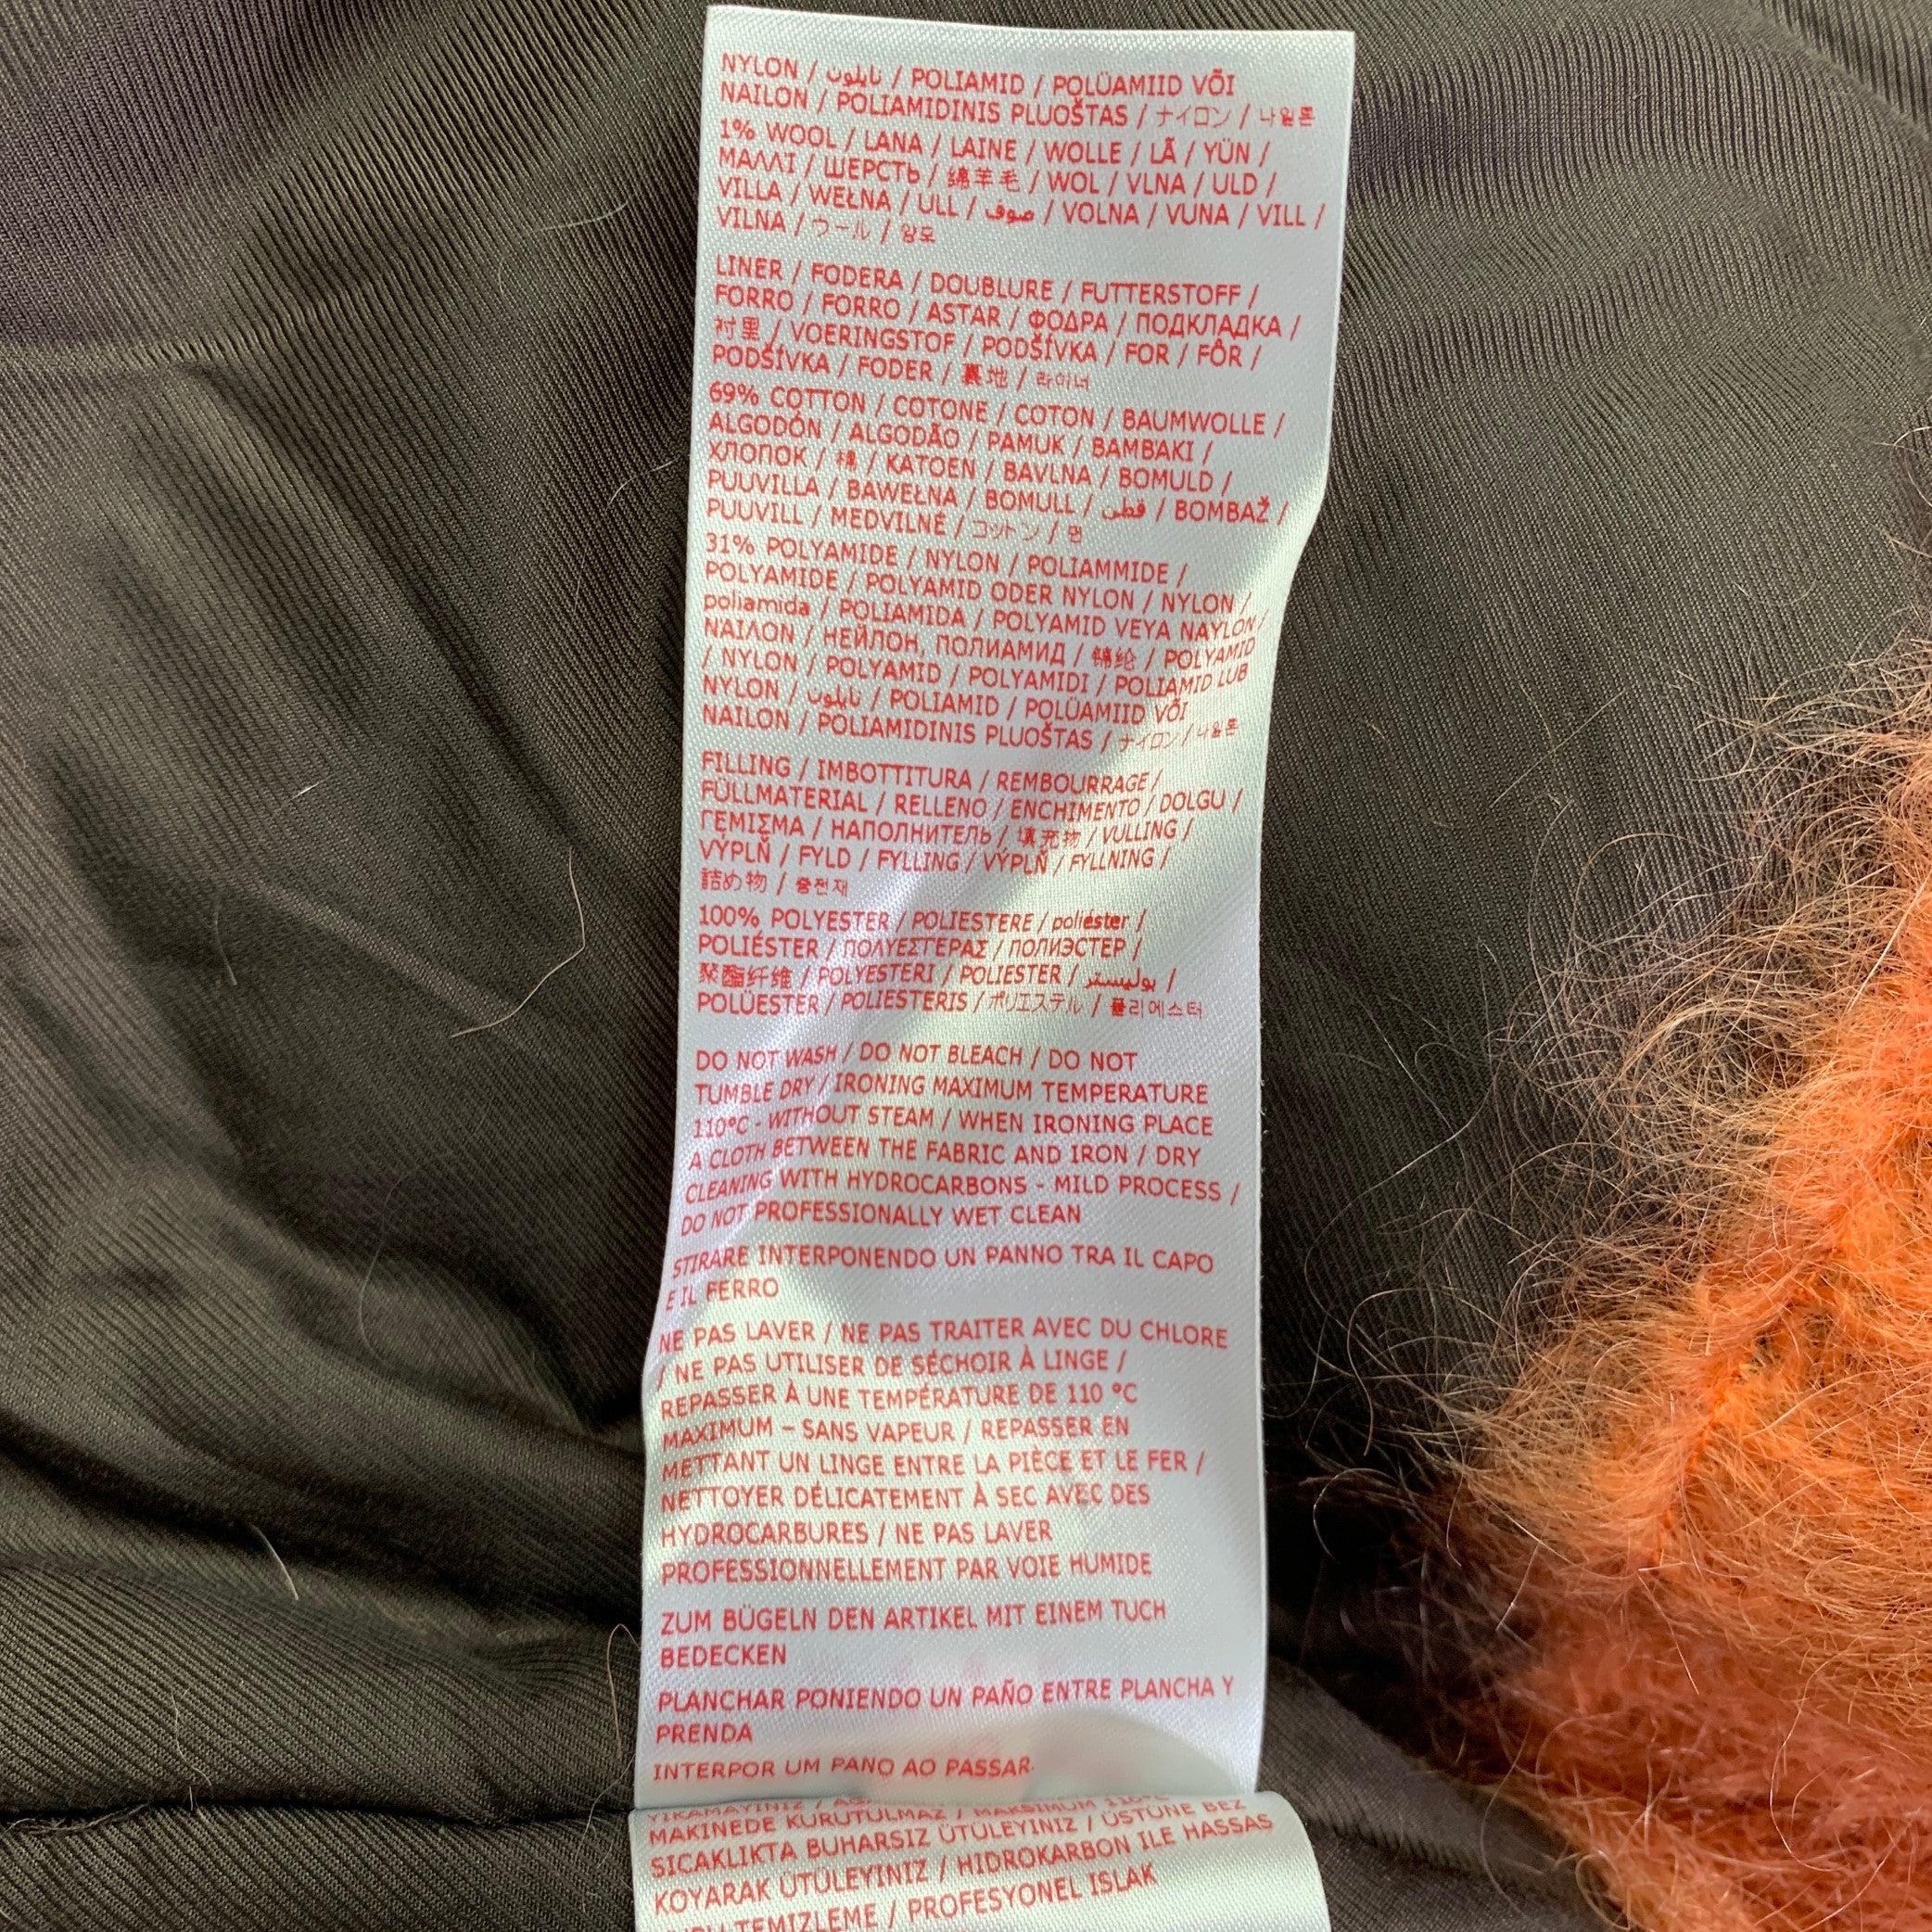 NYLON / نايلون / POLIAMID / POLÜAMIID VÕI
NAILON / POLIAMIDINIS PLUOŠTAS / ナイロン / 나일론
1% WOOL / LANA / LAINE / WOLLE / LÃ / YÜN /
ΜΑΛΛΊ / ШЕРСТЬ / 绵羊毛 / WOL / VLNA / ULD /
VILLA / WEŁNA / ULL / صوف / VOLNA / VUNA / VILL /
VILNA / ウール / 양모
LINER / FODERA / DOUBLURE / FUTTERSTOFF /
FORRO / FORRO / ASTAR / ΦΟΔΡΑ / ПОДКЛАДКА /
衬里 / VOERINGSTOF / PODŠÍVKA / FOR / FÔR /
PODŠÍVKA / FODER / 裏地 / 라이너
69% COTTON / COTONE / COTON / BAUMWOLLE /
ALGODÓN / ALGODÃO / PAMUK / ΒΑΜΒΆΚΙ /
ХЛОПОК / 棉 / KATOEN / BAVLNA / BOMULD /
PUUVILLA / BAWEŁNA / BOMULL / قطن / BOMBAŽ /
PUUVILL / MEDVILNĖ / コットン / 면
31% POLYAMIDE / NYLON / POLIAMMIDE /
POLYAMIDE / POLYAMID ODER NYLON / NYLON /
poliamida / POLIAMIDA / POLYAMID VEYA NAYLON /
ΝΆΙΛΟΝ / НЕЙЛОН, ПОЛИАМИД / 锦纶 / POLYAMID
/ NYLON / POLYAMID / POLYAMIDI / POLIAMID LUB
NYLON / نايلون / POLIAMID / POLÜAMIID VÕI
NAILON / POLIAMIDINIS PLUOŠTAS / ナイロン / 나일론
FILLING / IMBOTTITURA / REMBOURRAGE /
FÜLLMATERIAL / RELLENO / ENCHIMENTO / DOLGU /
ΓΕΜΙΣΜΑ / НАПОЛНИТЕЛЬ / 填充物 / VULLING /
VÝPLŇ / FYLD / FYLLING / VÝPLŇ / FYLLNING /
詰め物 / 충전재
100% POLYESTER / POLIESTERE / poliéster /
POLIÉSTER / ΠΟΛΥΕΣΤΕΡΑΣ / ПОЛИЭСТЕР /
聚酯纤维 / POLYESTERI / POLIESTER / بوليستر /
POLÜESTER / POLIESTERIS / ポリエステル / 폴리에스터
DO NOT WASH / DO NOT BLEACH / DO NOT
TUMBLE DRY / IRONING MAXIMUM TEMPERATURE
110°C - WITHOUT STEAM / WHEN IRONING PLACE
A CLOTH BETWEEN THE FABRIC AND IRON / DRY
CLEANING WITH HYDROCARBONS - MILD PROCESS /
DO NOT PROFESSIONALLY WET CLEAN
STIRARE INTERPONENDO UN PANNO TRA IL CAPO
E IL FERRO
NE PAS LAVER / NE PAS TRAITER AVEC DU CHLORE
/ NE PAS UTILISER DE SÉCHOIR À LINGE /
REPASSER À UNE TEMPÉRATURE DE 110 °C
MAXIMUM – SANS VAPEUR / REPASSER EN
METTANT UN LINGE ENTRE LA PIÈCE ET LE FER /
NETTOYER DÉLICATEMENT À SEC AVEC DES
HYDROCARBURES / NE PAS LAVER
PROFESSIONNELLEMENT PAR VOIE HUMIDE
ZUM BÜGELN DEN ARTIKEL MIT EINEM TUCH
BEDECKEN
PLANCHAR PONIENDO UN PAÑO ENTRE PLANCHA Y
PRENDA
INTERPOR UM PANO AO PASSAR
YIKAMAYINIZ / MAKSIMUM 110°C
MAKINEDE KURUTULMAZ /
SICAKLIKTA BUHARSIZ ÜTÜLEYINIZ / ÜSTÜNE BEZ
KOYARAK ÜTÜLEYINIZ / HIDROKARBON ILE HASSAS
TEMIZLEME / PROFESYONEL ISLAK